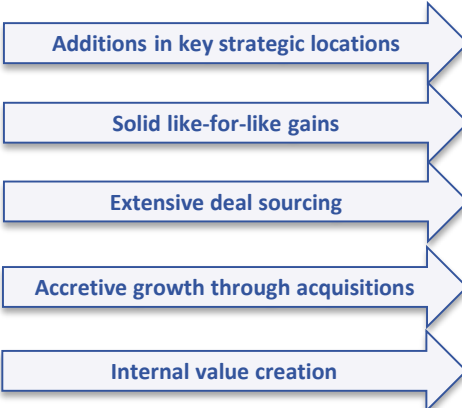 Additions in key strategic locations
Solid like-for-like gains
Extensive deal sourcing
Accretive growth through acquisitions
Internal value creation